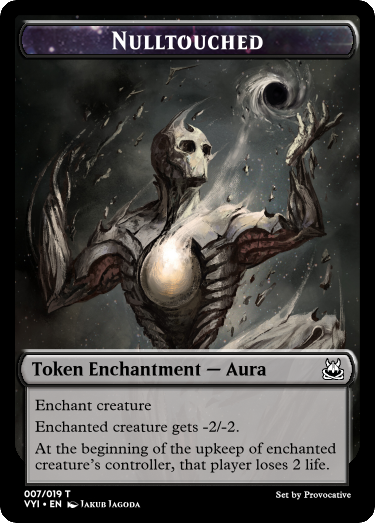 Nulltouched
Token Enchantment — Aura
Enchant creature
Enchanted creature gets -2/-2.
At the beginning of the upkeep of enchanted
creature's controller, that player loses 2 life.
007/019 T
VYI • EN Jakub Jagoda
Set by Provocative